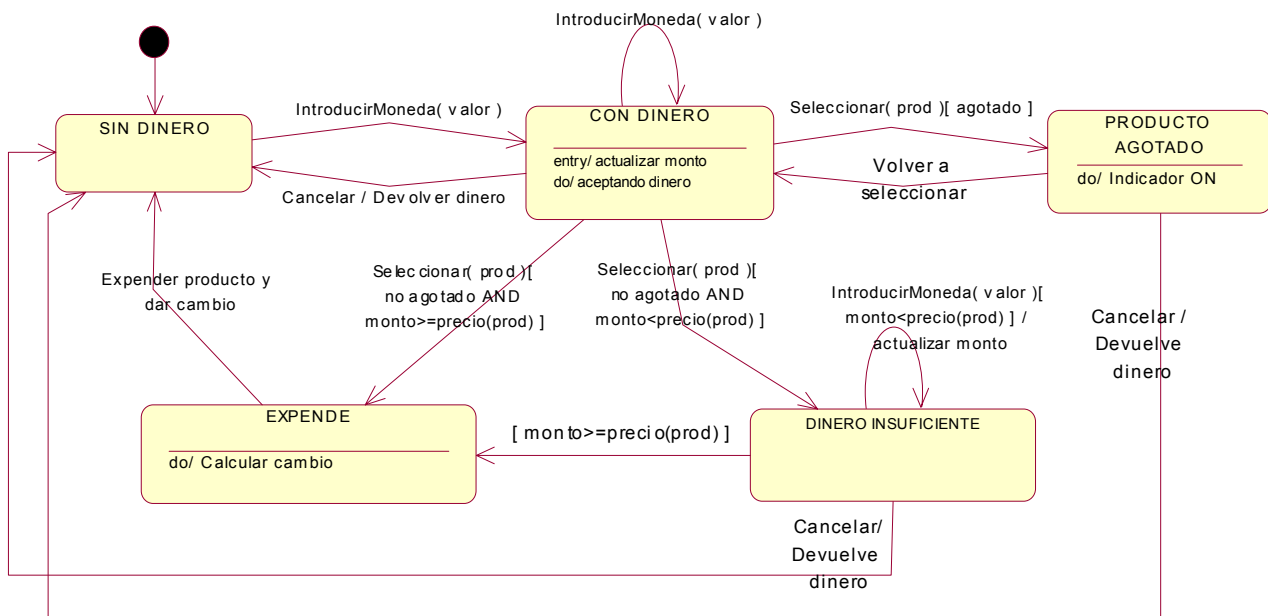 IntroducirMoneda( valor )
IntroducirMoneda( valor )
Seleccionar( prod )[ agotado ]
SIN DINERO
CON DINERO
entry/ actualizar monto
do/ aceptando dinero
PRODUCTO
AGOTADO
do/ Indicador ON
Volver a
seleccionar
Cancelar / Devolver dinero
Expender producto y
dar cambio
Seleccionar( prod )[
no agotado AND
monto>=precio(prod) ]
Seleccionar( prod )[
no agotado AND
monto<precio(prod) ]
IntroducirMoneda( valor )[
monto<precio(prod) ] /
actualizar monto
Cancelar /
Devuelve
dinero
EXPENDE
do/ Calcular cambio
[ monto>=precio(prod) ]
DINERO INSUFICIENTE
Cancelar/
Devuelve
dinero